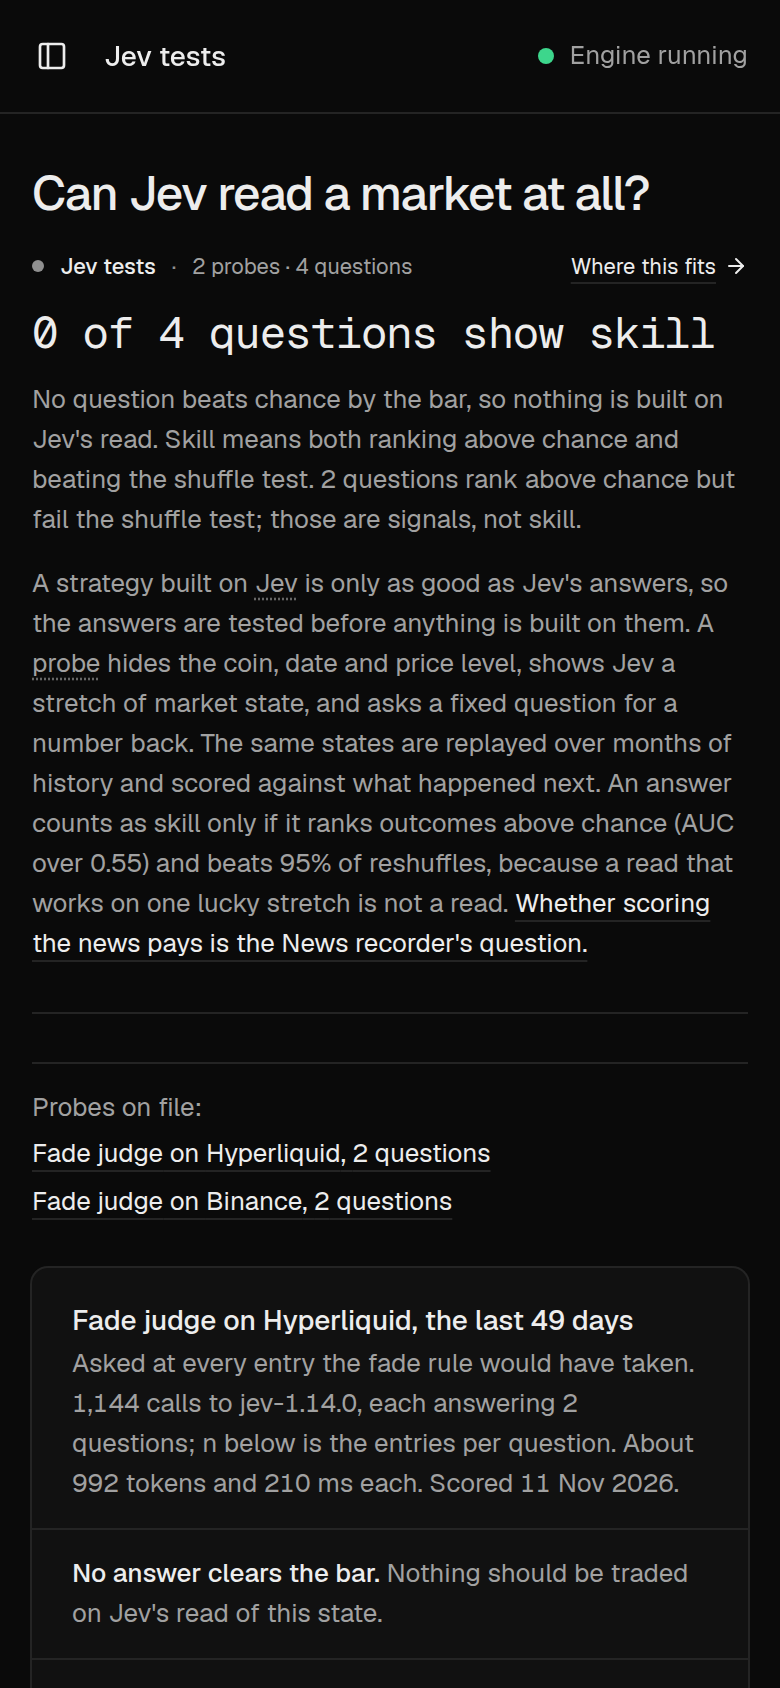 Jev tests
Engine running
Can Jev read a market at all?
Jev tests · 2 probes · 4 questions
Where this fits →
0 of 4 questions show skill
No question beats chance by the bar, so nothing is built on
Jev's read. Skill means both ranking above chance and
beating the shuffle test. 2 questions rank above chance but
fail the shuffle test; those are signals, not skill.
A strategy built on Jev is only as good as Jev's answers, so
the answers are tested before anything is built on them. A
probe hides the coin, date and price level, shows Jev a
stretch of market state, and asks a fixed question for a
number back. The same states are replayed over months of
history and scored against what happened next. An answer
counts as skill only if it ranks outcomes above chance (AUC
over 0.55) and beats 95% of reshuffles, because a read that
works on one lucky stretch is not a read. Whether scoring
the news pays is the News recorder's question.
Probes on file:
Fade judge on Hyperliquid, 2 questions
Fade judge on Binance, 2 questions
Fade judge on Hyperliquid, the last 49 days
Asked at every entry the fade rule would have taken.
1,144 calls to jev-1.14.0, each answering 2
questions; n below is the entries per question. About
992 tokens and 210 ms each. Scored 11 Nov 2026.
No answer clears the bar. Nothing should be traded
on Jev's read of this state.